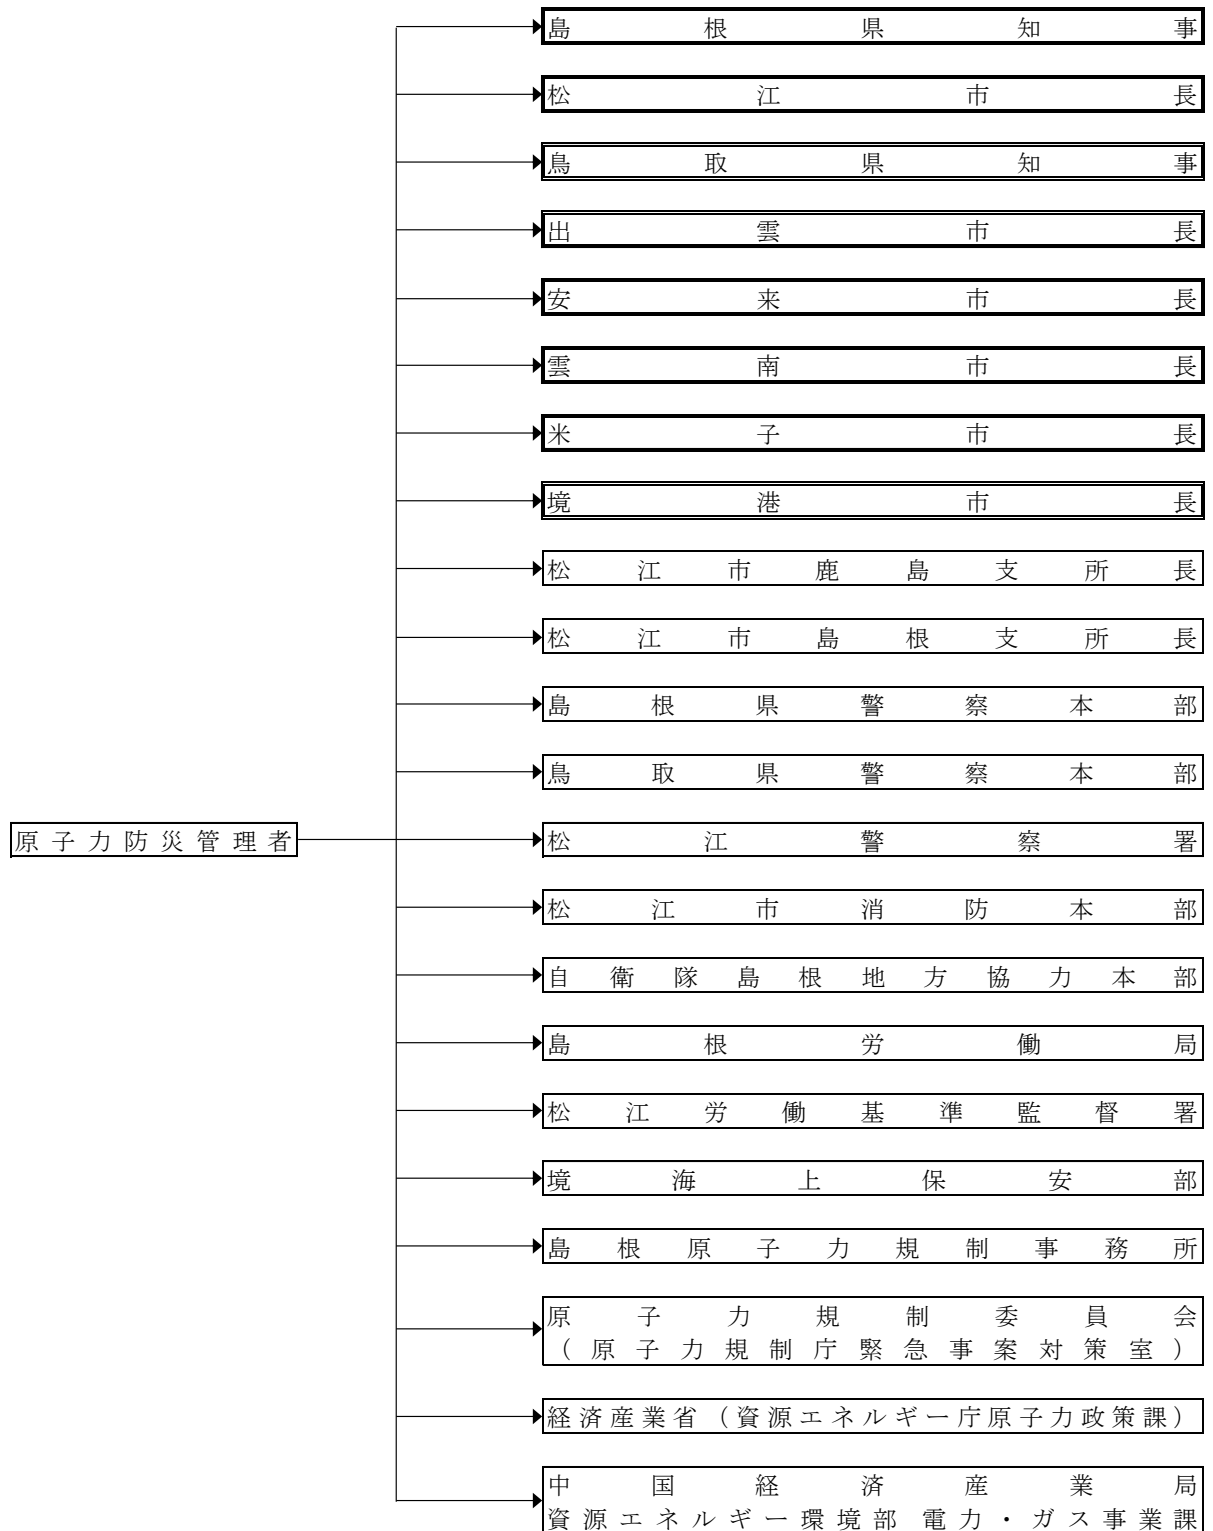 島根県知事
松江市長
鳥取県知事
出雲市長
安来市長
雲南市長
米子市長
境港市長
松江市鹿島支所長
松江市島根支所長
島根県警察本部
鳥取県警察本部
原子力防災管理者
松江警察署
松江市消防本部
自衛隊島根地方協力本部
島根労働局
松江労働基準監督署
境海上保安部
島根原子力規制事務所
原子力規制委員会
（原子力規制庁緊急事案対策室）
経済産業省（資源エネルギー庁原子力政策課）
中国経済産業局
資源エネルギー環境部 電力・ガス事業課